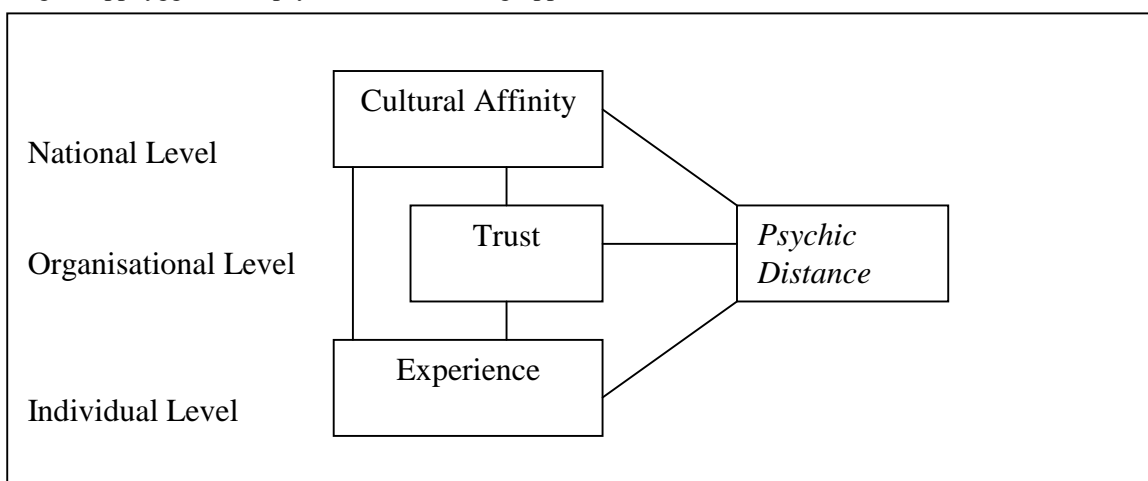 Cultural Affinity
National Level
Trust
Psychic
Organisational Level
Distance
Experience
Individual Level